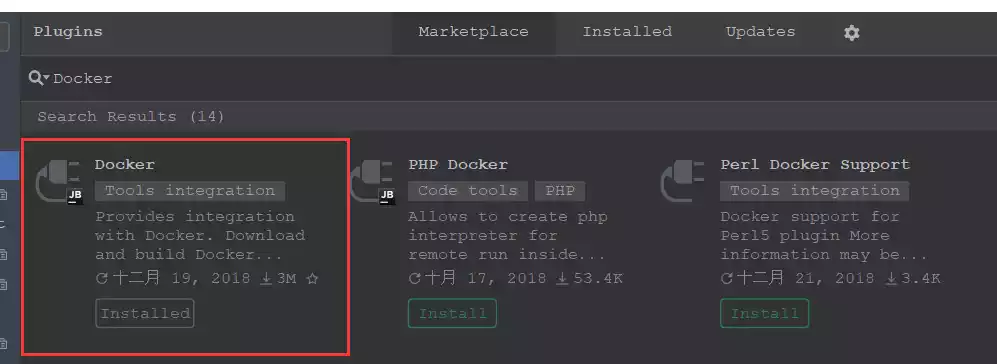 Plugins
Marketplace
Installed
Updates
Docker
Search Results (14)
Docker
Tools integration
Provides integration
with Docker. Download
and build Docker...
十二月 19, 2018 3M
Installed
JB
PHP Docker
Code tools PHP
Allows to create php
interpreter for
remote run inside...
十月 17, 2018 53.4K
Install
JB
Perl Docker Support
Tools integration
Docker support for
Perl5 plugin More
information may be...
十二月 21, 2018 3.4K
Install